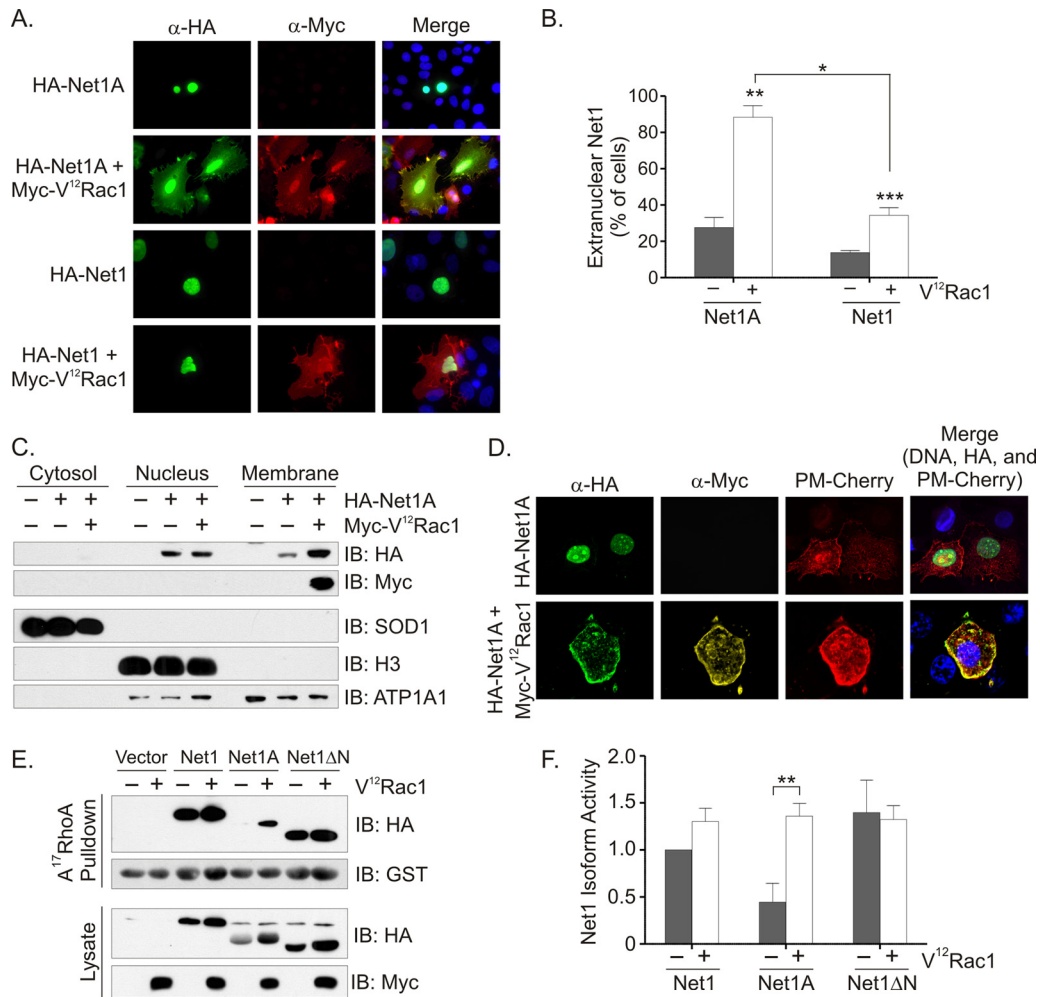 A.
α-HA α-Myc Merge
HA-Net1A
HA-Net1A +
Myc-V¹²Rac1
HA-Net1
HA-Net1 +
Myc-V¹²Rac1
B.
Extranuclear Net1
(% of cells)
100
80
60
40
20
0
*
**
***
− + − + V¹²Rac1
Net1A Net1
C.
Cytosol Nucleus Membrane
− + + − + + − + + HA-Net1A
− − + − − + − − + Myc-V¹²Rac1
IB: HA
IB: Myc
IB: SOD1
IB: H3
IB: ATP1A1
D.
α-HA α-Myc PM-Cherry Merge
(DNA, HA, and
PM-Cherry)
HA-Net1A
HA-Net1A +
Myc-V¹²Rac1
E.
Vector Net1 Net1A Net1ΔN
− + − + − + − + V¹²Rac1
A¹⁷RhoA
Pulldown
IB: HA
IB: GST
Lysate
IB: HA
IB: Myc
F.
Net1 Isoform Activity
2.0
1.5
1.0
0.5
0
**
− + − + − + V¹²Rac1
Net1 Net1A Net1ΔN